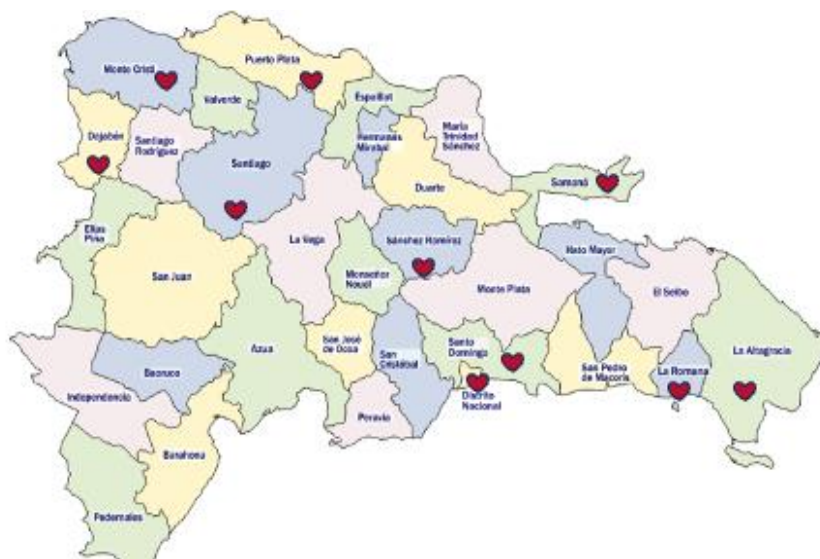 Monte Cristi
Puerto Plata
Valverde
Espaillat
Dajabón
Santiago
Rodríguez
Santiago
Hermanas
Mirabal
María
Trinidad
Sánchez
Duarte
Samaná
Elías
Piña
La Vega
Sánchez Ramírez
Hato Mayor
San Juan
Monseñor
Nouel
Monte Plata
El Seibo
Azua
San José
de Ocoa
San
Cristóbal
Santo
Domingo
San Pedro
de Macorís
La Romana
La Altagracia
Baoruco
Independencia
Distrito
Nacional
Peravia
Barahona
Pedernales